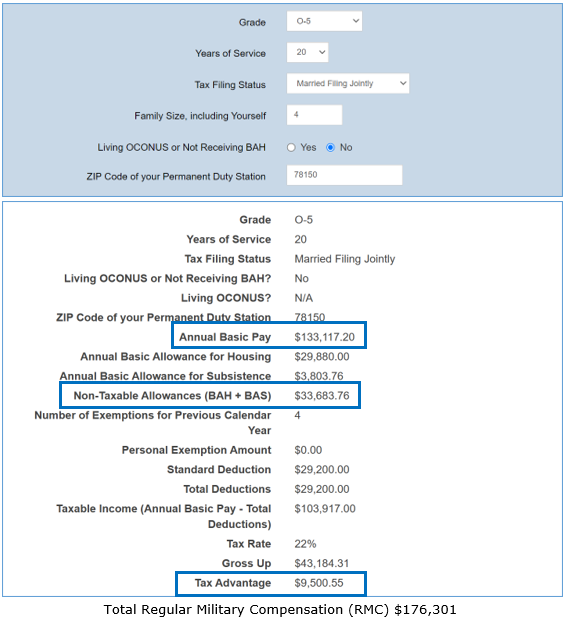 Grade O-5
Years of Service 20
Tax Filing Status Married Filing Jointly
Family Size, including Yourself 4
Living OCONUS or Not Receiving BAH Yes No
ZIP Code of your Permanent Duty Station 78150
Grade O-5
Years of Service 20
Tax Filing Status Married Filing Jointly
Living OCONUS or Not Receiving BAH? No
Living OCONUS? N/A
ZIP Code of your Permanent Duty Station 78150
Annual Basic Pay $133,117.20
Annual Basic Allowance for Housing $29,880.00
Annual Basic Allowance for Subsistence $3,803.76
Non-Taxable Allowances (BAH + BAS) $33,683.76
Number of Exemptions for Previous Calendar 4
Year
Personal Exemption Amount $0.00
Standard Deduction $29,200.00
Total Deductions $29,200.00
Taxable Income (Annual Basic Pay - Total $103,917.00
Deductions)
Tax Rate 22%
Gross Up $43,184.31
Tax Advantage $9,500.55
Total Regular Military Compensation (RMC) $176,301